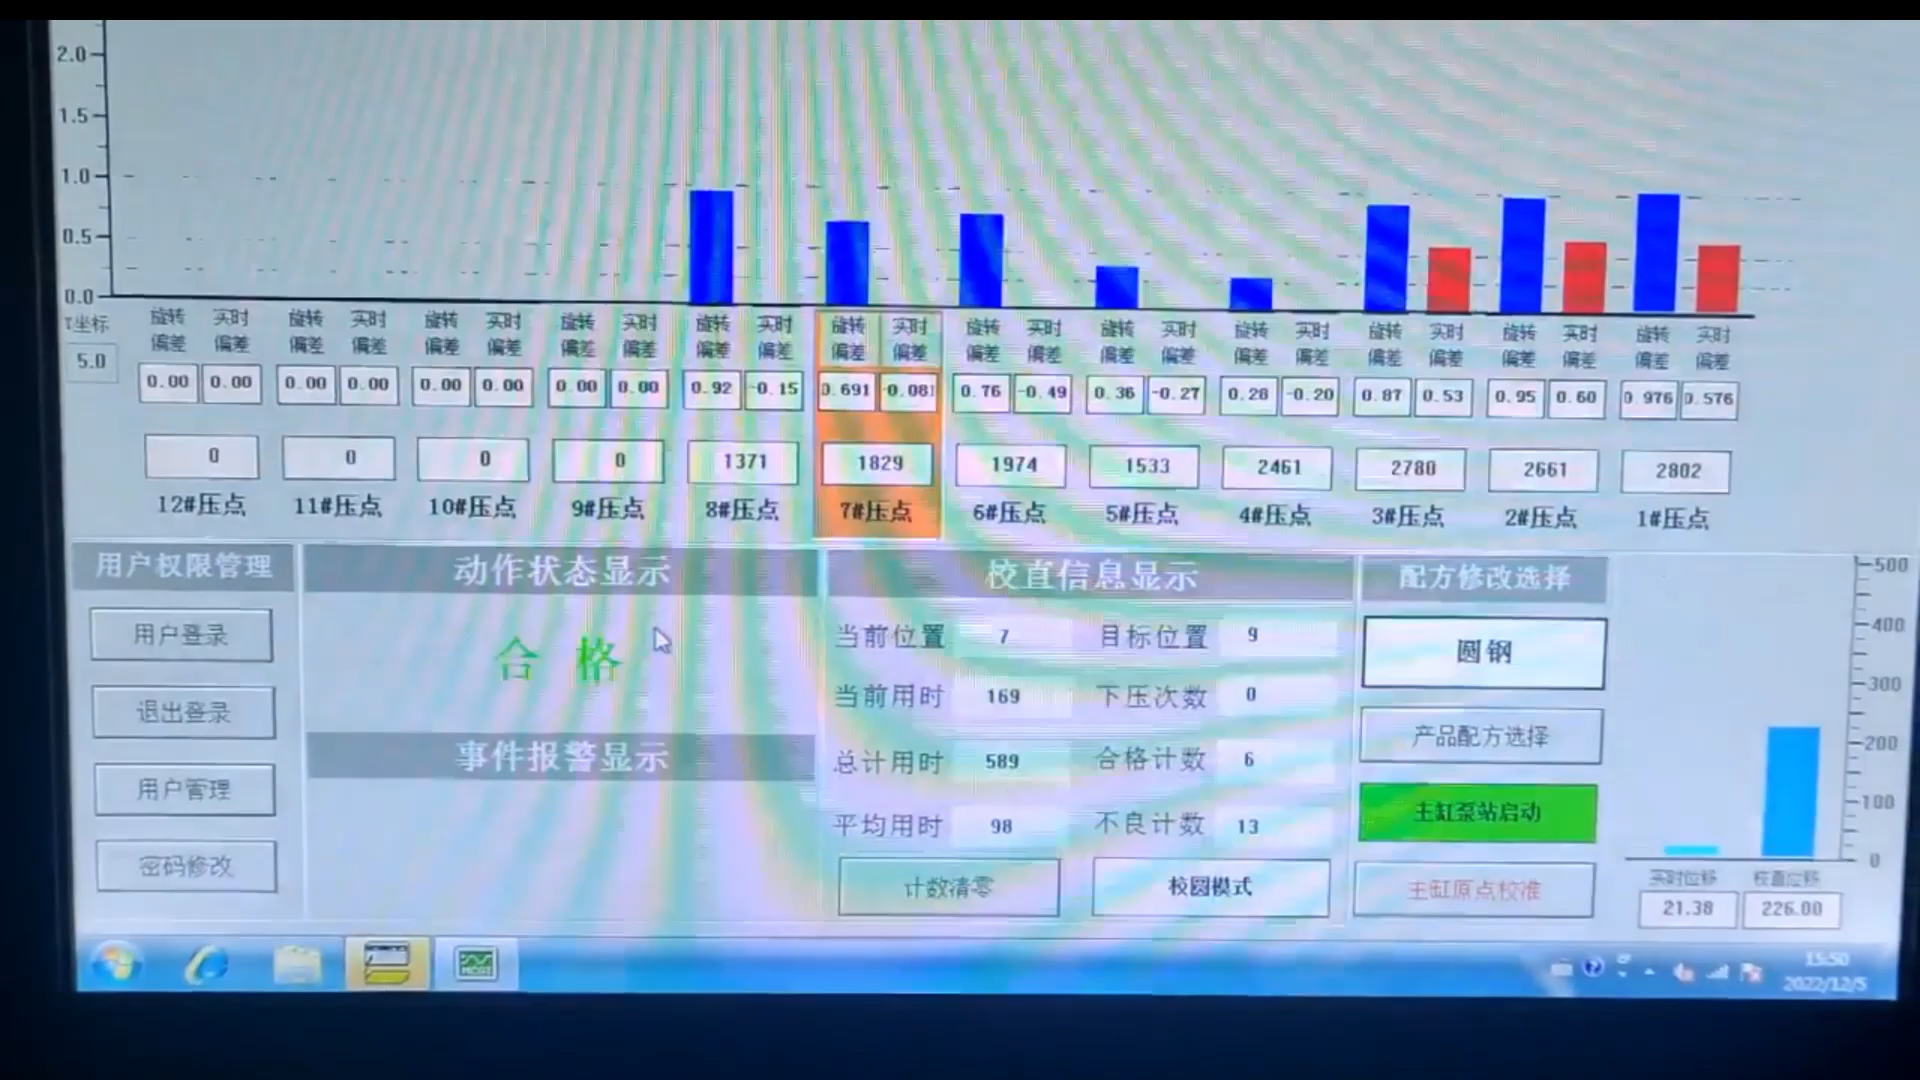 2.0
1.5
1.0
0.5
0.0
Y坐标
5.0
旋转 实时 旋转 实时 旋转 实时 旋转 实时 旋转 实时 旋转 实时 旋转 实时 旋转 实时 旋转 实时 旋转 实时 旋转 实时 旋转 实时
偏差 偏差 偏差 偏差 偏差 偏差 偏差 偏差 偏差 偏差 偏差 偏差 偏差 偏差 偏差 偏差 偏差 偏差 偏差 偏差 偏差 偏差 偏差 偏差
0.00 0.00 0.00 0.00 0.00 0.00 0.00 0.00 0.92 -0.15 0.691 -0.081 0.76 -0.49 0.36 -0.27 0.28 -0.20 0.87 0.53 0.95 0.60 0.976 0.576
0 0 0 0 1371 1829 1974 1533 2461 2780 2661 2802
12#压点 11#压点 10#压点 9#压点 8#压点 7#压点 6#压点 5#压点 4#压点 3#压点 2#压点 1#压点
用户权限管理
用户登录
退出登录
用户管理
密码修改
动作状态显示
合格
事件报警显示
校直信息显示
当前位置 7 目标位置 9
当前用时 169 下压次数 0
总计用时 589 合格计数 6
平均用时 98 不良计数 13
计数清零 校圆模式
配方修改选择
圆钢
产品配方选择
主缸泵站启动
主缸原点校准
500
400
300
200
100
0
实时位移 校直位移
21.38 226.00
MCGS
15:50
2022/12/5